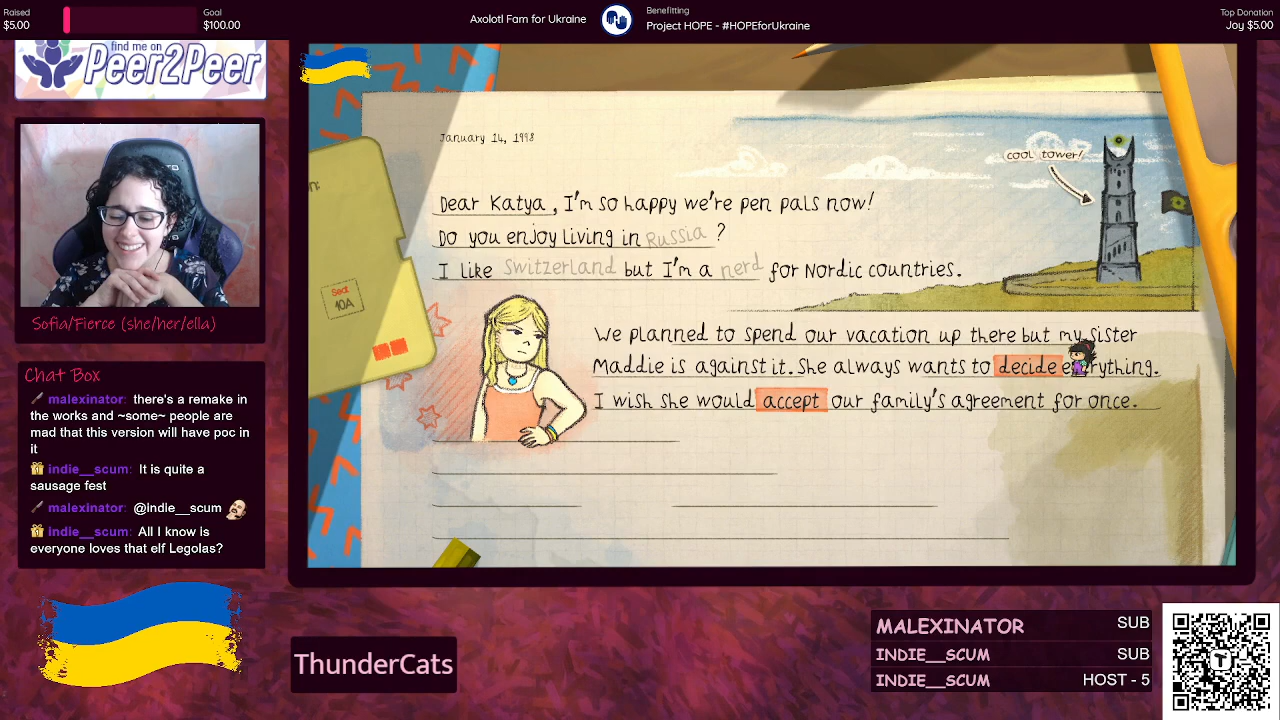 Raised
$5.00
Goal
$100.00
Axolotl Fam for Ukraine
Benefitting
Project HOPE - #HOPEforUkraine
Top Donation
Joy $5.00
find me on
Peer2Peer
Sofia/Fierce (she/her/ella)
Chat Box
malexinator: there's a remake in
the works and ~some~ people are
mad that this version will have poc in
it
indie__scum: It is quite a
sausage fest
malexinator: @indie__scum
indie__scum: All I know is
everyone loves that elf Legolas?
January 14, 1998
cool tower!
Dear Katya, I'm so happy we're pen pals now!
Do you enjoy living in Russia ?
I like Switzerland but I'm a nerd for Nordic countries.
Seat
10A
We planned to spend our vacation up there but my sister
Maddie is against it. She always wants to decide everything.
I wish she would accept our family's agreement for once.
ThunderCats
MALEXINATOR SUB
INDIE__SCUM SUB
INDIE__SCUM HOST - 5
T